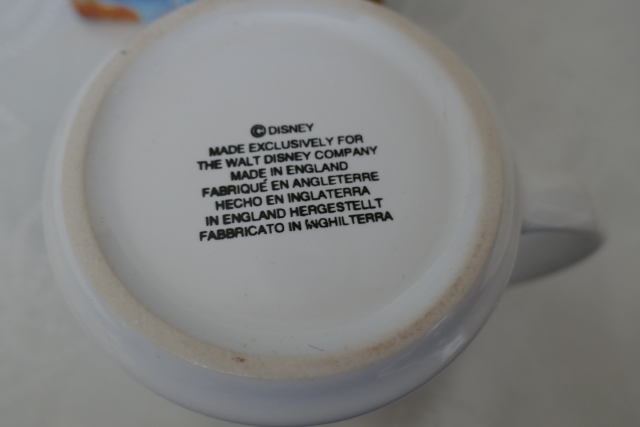 © DISNEY
MADE EXCLUSIVELY FOR
THE WALT DISNEY COMPANY
MADE IN ENGLAND
FABRIQUÉ EN ANGLETERRE
HECHO EN INGLATERRA
IN ENGLAND HERGESTELLT
FABBRICATO IN INGHILTERRA